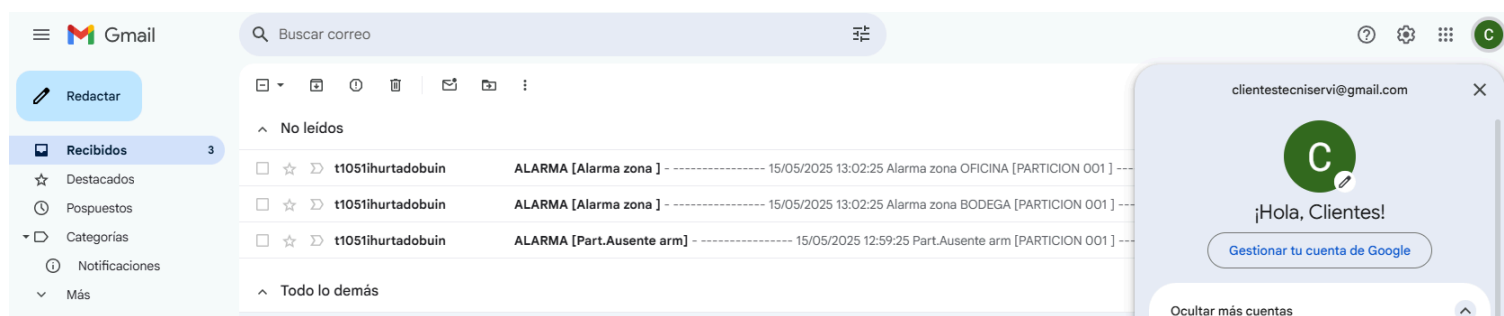 Gmail
Buscar correo
C
Redactar
Recibidos 3
Destacados
Pospuestos
Categorías
Notificaciones
Más
No leídos
t1051ihurtadobuin ALARMA [Alarma zona ] - ---------------- 15/05/2025 13:02:25 Alarma zona OFICINA [PARTICION 001 ] ---
t1051ihurtadobuin ALARMA [Alarma zona ] - ---------------- 15/05/2025 13:02:25 Alarma zona BODEGA [PARTICION 001 ] ---
t1051ihurtadobuin ALARMA [Part.Ausente arm] - ---------------- 15/05/2025 12:59:25 Part.Ausente arm [PARTICION 001 ] ---
Todo lo demás
clientestecniservi@gmail.com
C
¡Hola, Clientes!
Gestionar tu cuenta de Google
Ocultar más cuentas